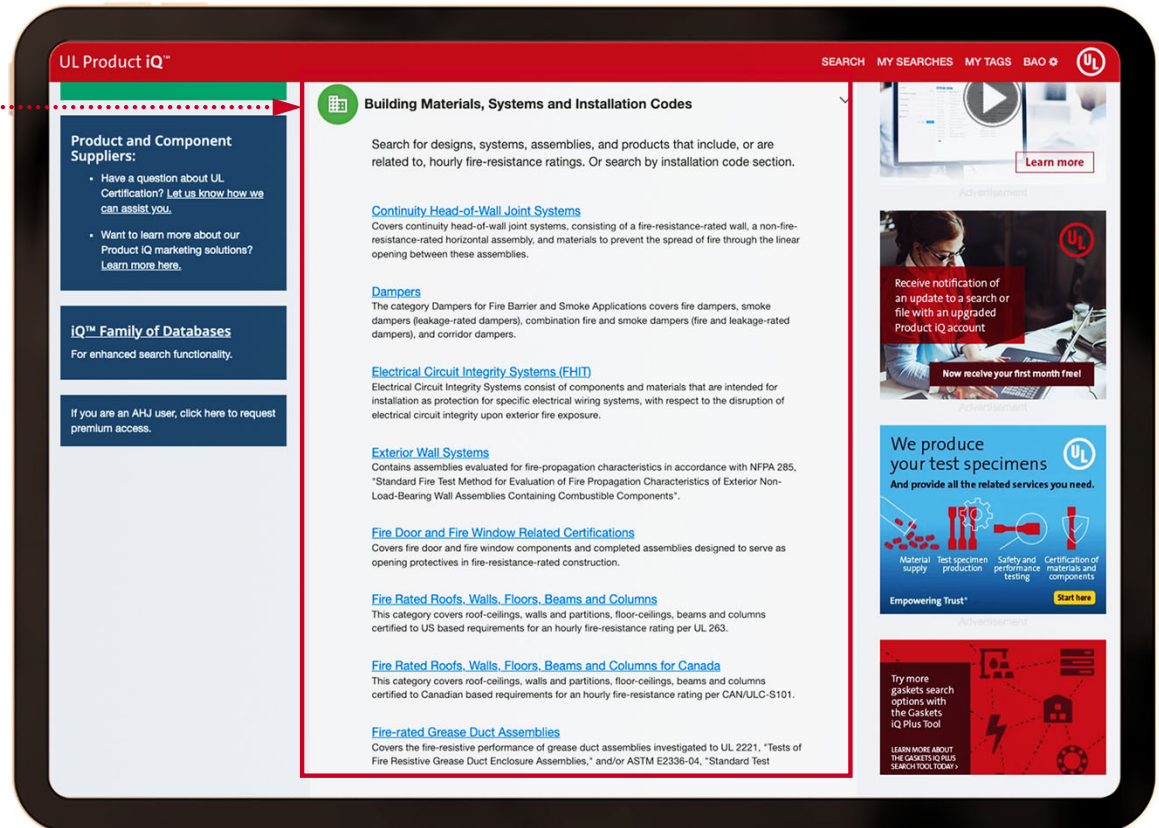 UL Product iQ™
SEARCH MY SEARCHES MY TAGS BAO
UL
Product and Component
Suppliers:
• Have a question about UL
Certification? Let us know how we
can assist you.
• Want to learn more about our
Product iQ marketing solutions?
Learn more here.
iQ™ Family of Databases
For enhanced search functionality.
If you are an AHJ user, click here to request
premium access.
Building Materials, Systems and Installation Codes
Search for designs, systems, assemblies, and products that include, or are
related to, hourly fire-resistance ratings. Or search by installation code section.
Continuity Head-of-Wall Joint Systems
Covers continuity head-of-wall joint systems, consisting of a fire-resistance-rated wall, a non-fire-
resistance-rated horizontal assembly, and materials to prevent the spread of fire through the linear
opening between these assemblies.
Dampers
The category Dampers for Fire Barrier and Smoke Applications covers fire dampers, smoke
dampers (leakage-rated dampers), combination fire and smoke dampers (fire and leakage-rated
dampers), and corridor dampers.
Electrical Circuit Integrity Systems (FHIT)
Electrical Circuit Integrity Systems consist of components and materials that are intended for
installation as protection for specific electrical wiring systems, with respect to the disruption of
electrical circuit integrity upon exterior fire exposure.
Exterior Wall Systems
Contains assemblies evaluated for fire-propagation characteristics in accordance with NFPA 285,
"Standard Fire Test Method for Evaluation of Fire Propagation Characteristics of Exterior Non-
Load-Bearing Wall Assemblies Containing Combustible Components".
Fire Door and Fire Window Related Certifications
Covers fire door and fire window components and completed assemblies designed to serve as
opening protectives in fire-resistance-rated construction.
Fire Rated Roofs, Walls, Floors, Beams and Columns
This category covers roof-ceilings, walls and partitions, floor-ceilings, beams and columns
certified to US based requirements for an hourly fire-resistance rating per UL 263.
Fire Rated Roofs, Walls, Floors, Beams and Columns for Canada
This category covers roof-ceilings, walls and partitions, floor-ceilings, beams and columns
certified to Canadian based requirements for an hourly fire-resistance rating per CAN/ULC-S101.
Fire-rated Grease Duct Assemblies
Covers the fire-resistive performance of grease duct assemblies investigated to UL 2221, "Tests of
Fire Resistive Grease Duct Enclosure Assemblies," and/or ASTM E2336-04, "Standard Test
Learn more
Advertisement
UL
Receive notification of
an update to a search or
file with an upgraded
Product iQ account
Now receive your first month free!
Advertisement
We produce
your test specimens
UL
And provide all the related services you need.
Material
supply
Test specimen
production
Safety and
performance
testing
Certification of
materials and
components
Empowering Trust®
Start here
Advertisement
Try more
gaskets search
options with
the Gaskets
iQ Plus Tool
LEARN MORE ABOUT
THE GASKETS IQ PLUS
SEARCH TOOL TODAY>